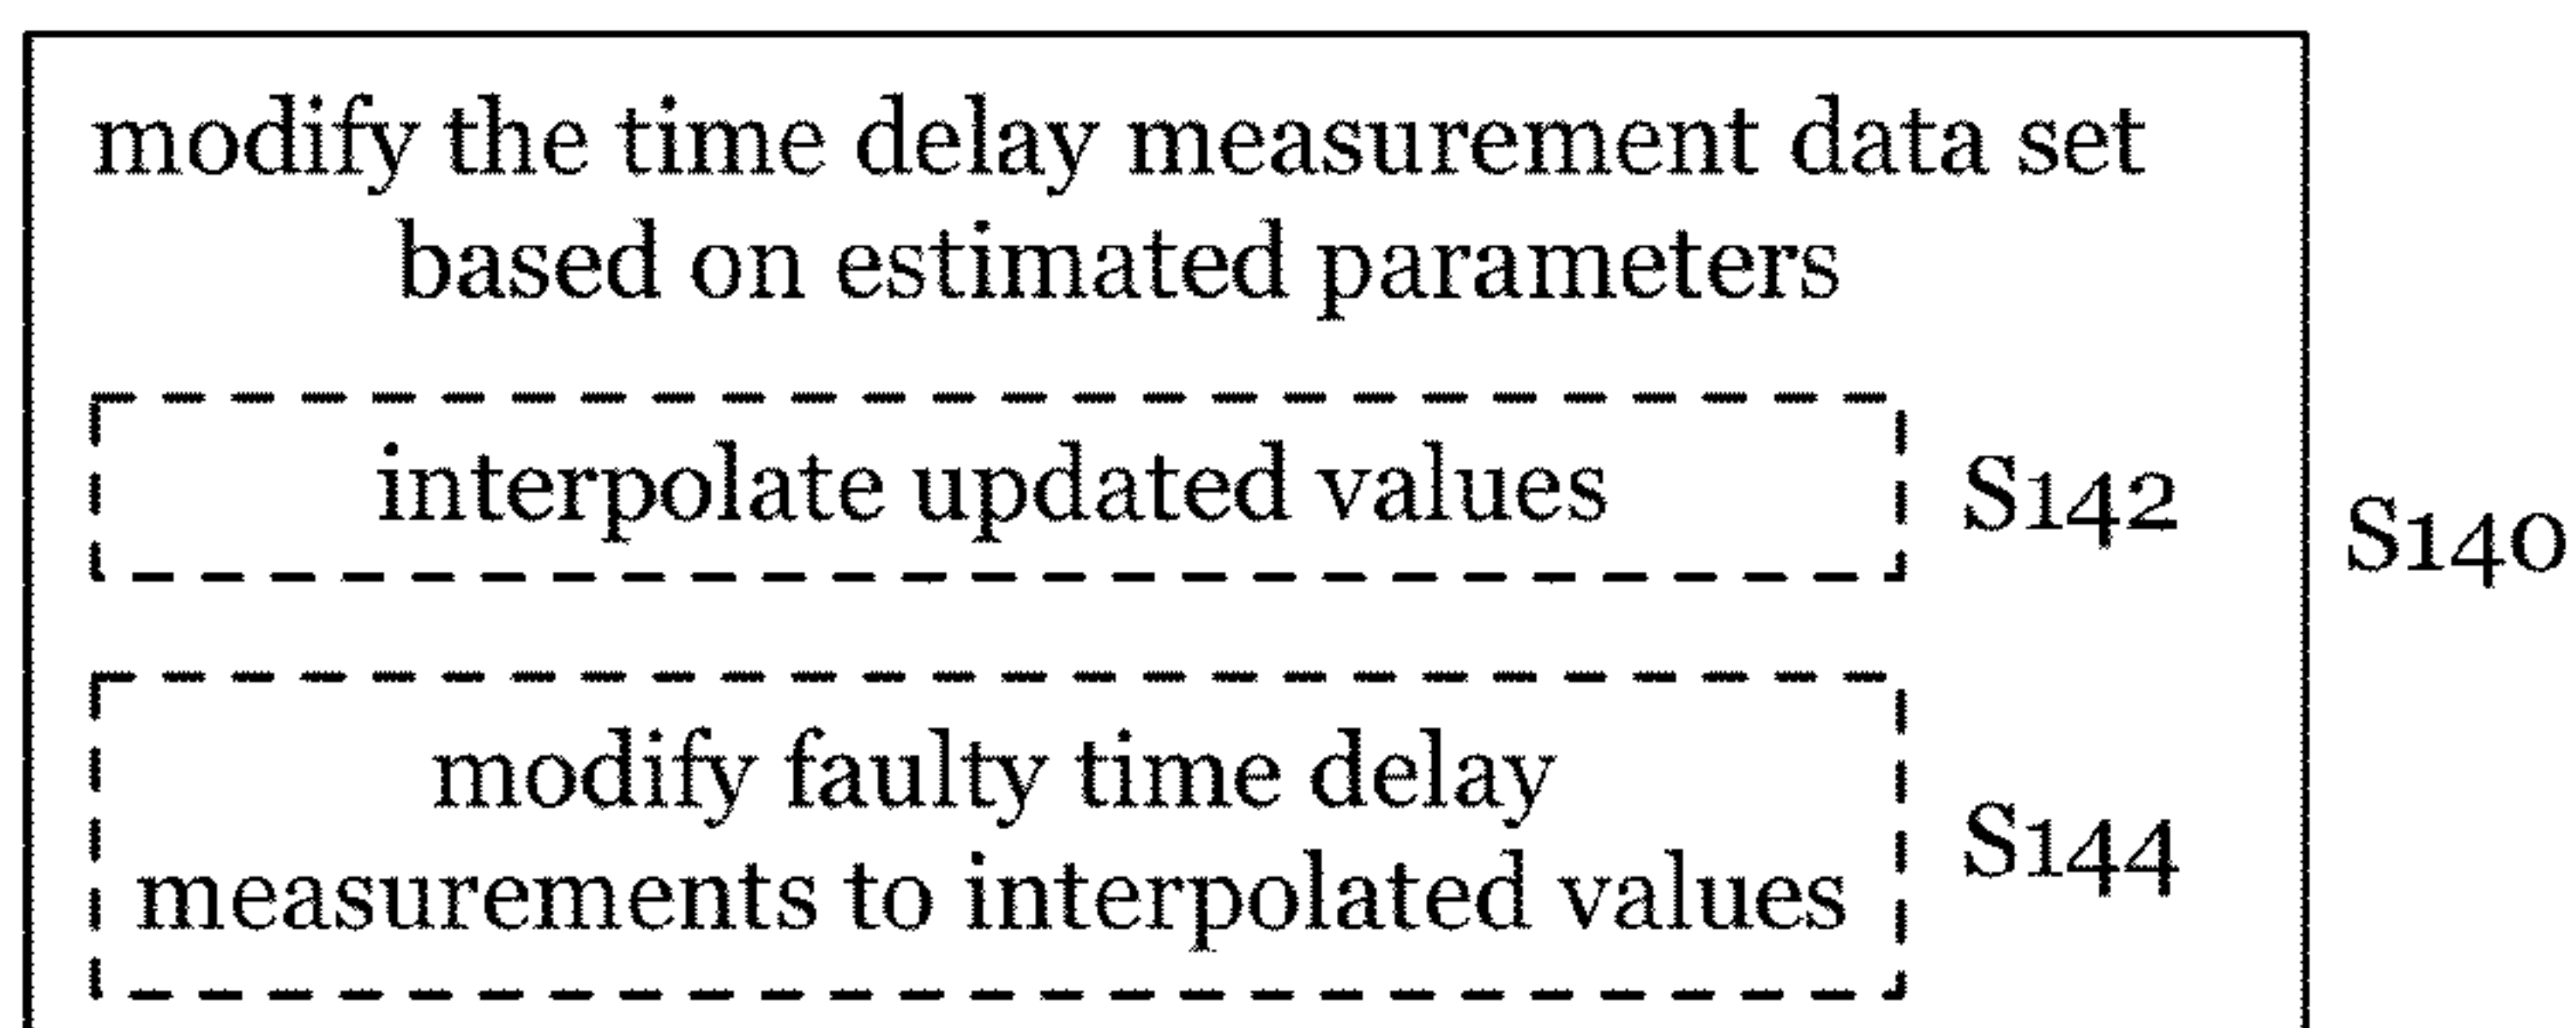 modify the time delay measurement data set
based on estimated parameters
interpolate updated values
S142
S140
modify faulty time delay
measurements to interpolated values
S144